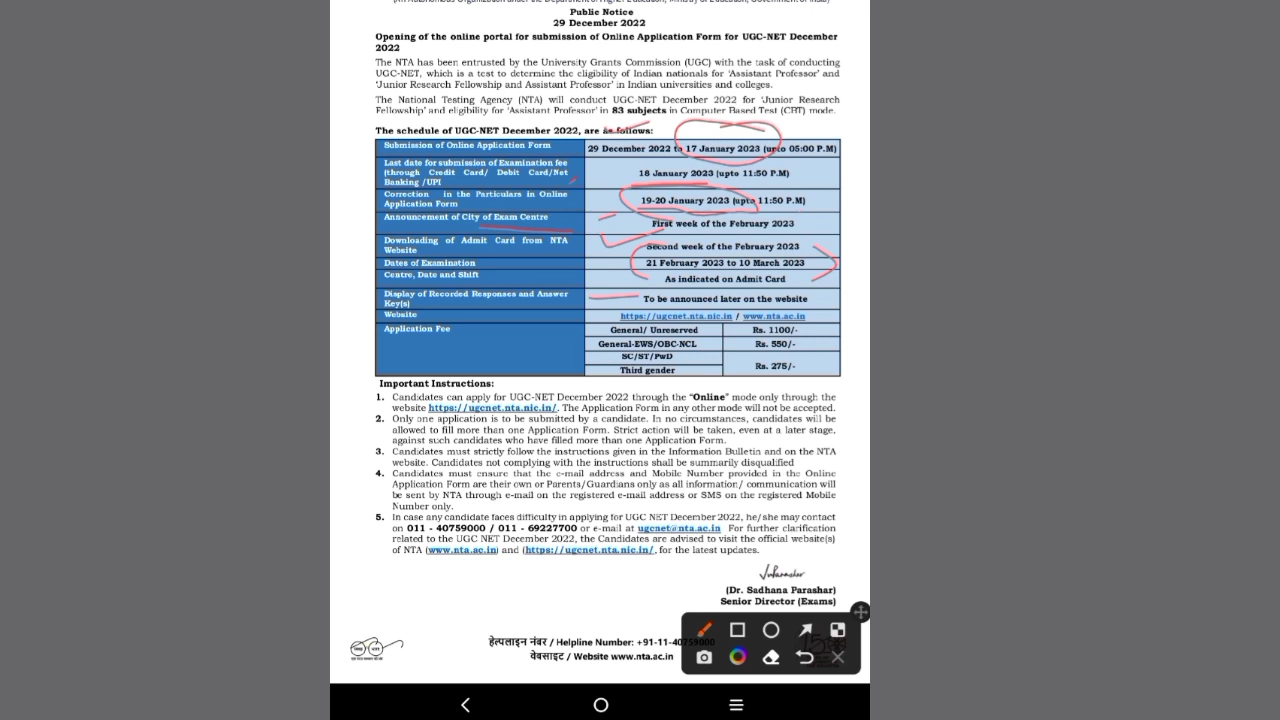 (An Autonomous Organization under the Department of Higher Education, Ministry of Education, Government of India)
Public Notice
29 December 2022
Opening of the online portal for submission of Online Application Form for UGC-NET December
2022
The NTA has been entrusted by the University Grants Commission (UGC) with the task of conducting
UGC-NET, which is a test to determine the eligibility of Indian nationals for 'Assistant Professor' and
'Junior Research Fellowship and Assistant Professor' in Indian universities and colleges.
The National Testing Agency (NTA) will conduct UGC-NET December 2022 for 'Junior Research
Fellowship' and eligibility for 'Assistant Professor' in 83 subjects in Computer Based Test (CBT) mode.
The schedule of UGC-NET December 2022, are as follows:
Submission of Online Application Form
29 December 2022 to 17 January 2023 (upto 05:00 P.M)
Last date for submission of Examination fee
(through Credit Card/ Debit Card/Net
Banking /UPI
18 January 2023 (upto 11:50 P.M)
Correction in the Particulars in Online
Application Form
19-20 January 2023 (upto 11:50 P.M)
Announcement of City of Exam Centre
First week of the February 2023
Downloading of Admit Card from NTA
Website
Second week of the February 2023
Dates of Examination
21 February 2023 to 10 March 2023
Centre, Date and Shift
As indicated on Admit Card
Display of Recorded Responses and Answer
Key(s)
To be announced later on the website
Website
https://ugcnet.nta.nic.in / www.nta.ac.in
Application Fee
General/ Unreserved Rs. 1100/-
General-EWS/OBC-NCL Rs. 550/-
SC/ST/PwD
Third gender
Rs. 275/-
Important Instructions:
1. Candidates can apply for UGC-NET December 2022 through the "Online" mode only through the
website https://ugcnet.nta.nic.in/. The Application Form in any other mode will not be accepted.
2. Only one application is to be submitted by a candidate. In no circumstances, candidates will be
allowed to fill more than one Application Form. Strict action will be taken, even at a later stage,
against such candidates who have filled more than one Application Form.
3. Candidates must strictly follow the instructions given in the Information Bulletin and on the NTA
website. Candidates not complying with the instructions shall be summarily disqualified
4. Candidates must ensure that the e-mail address and Mobile Number provided in the Online
Application Form are their own or Parents/Guardians only as all information/ communication will
be sent by NTA through e-mail on the registered e-mail address or SMS on the registered Mobile
Number only.
5. In case any candidate faces difficulty in applying for UGC NET December 2022, he/she may contact
on 011 - 40759000 / 011 - 69227700 or e-mail at ugcnet@nta.ac.in For further clarification
related to the UGC NET December 2022, the Candidates are advised to visit the official website(s)
of NTA (www.nta.ac.in) and (https://ugcnet.nta.nic.in/, for the latest updates.
(Dr. Sadhana Parashar)
Senior Director (Exams)
हेल्पलाइन नंबर / Helpline Number: +91-11-40759000
वेबसाइट / Website www.nta.ac.in